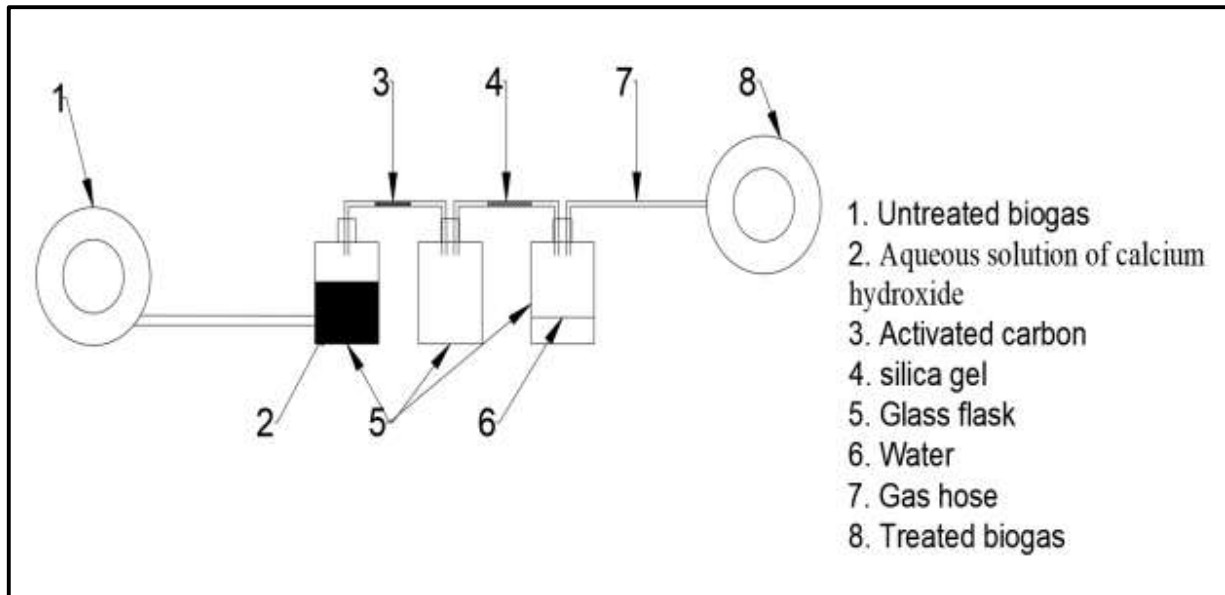 3 4 7 8
1
2 5 6
1. Untreated biogas
2. Aqueous solution of calcium
hydroxide
3. Activated carbon
4. silica gel
5. Glass flask
6. Water
7. Gas hose
8. Treated biogas